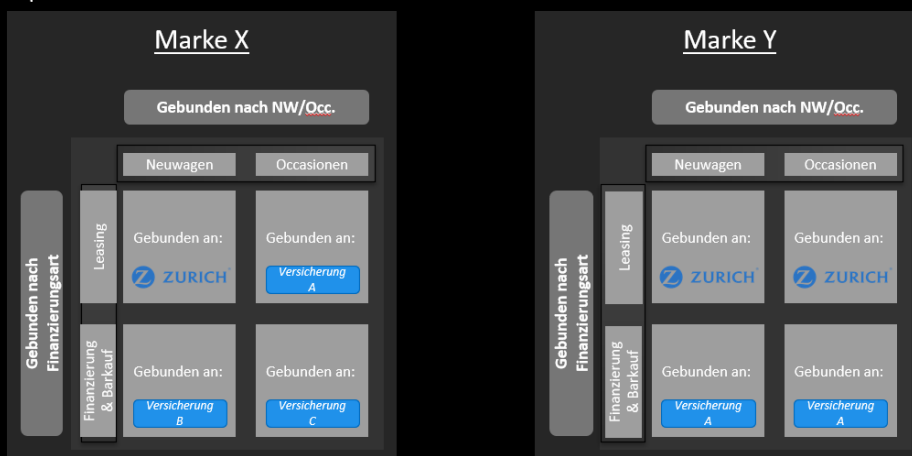 Marke X
Gebunden nach NW/Occ.
Neuwagen
Occasionen
Gebunden nach
Finanzierungsart
Leasing
Gebunden an:
ZURICH
Gebunden an:
Versicherung
A
Finanzierung
& Barkauf
Gebunden an:
Versicherung
B
Gebunden an:
Versicherung
C
Marke Y
Gebunden nach NW/Occ.
Neuwagen
Occasionen
Gebunden nach
Finanzierungsart
Leasing
Gebunden an:
ZURICH
Gebunden an:
ZURICH
Finanzierung
& Barkauf
Gebunden an:
Versicherung
A
Gebunden an:
Versicherung
A